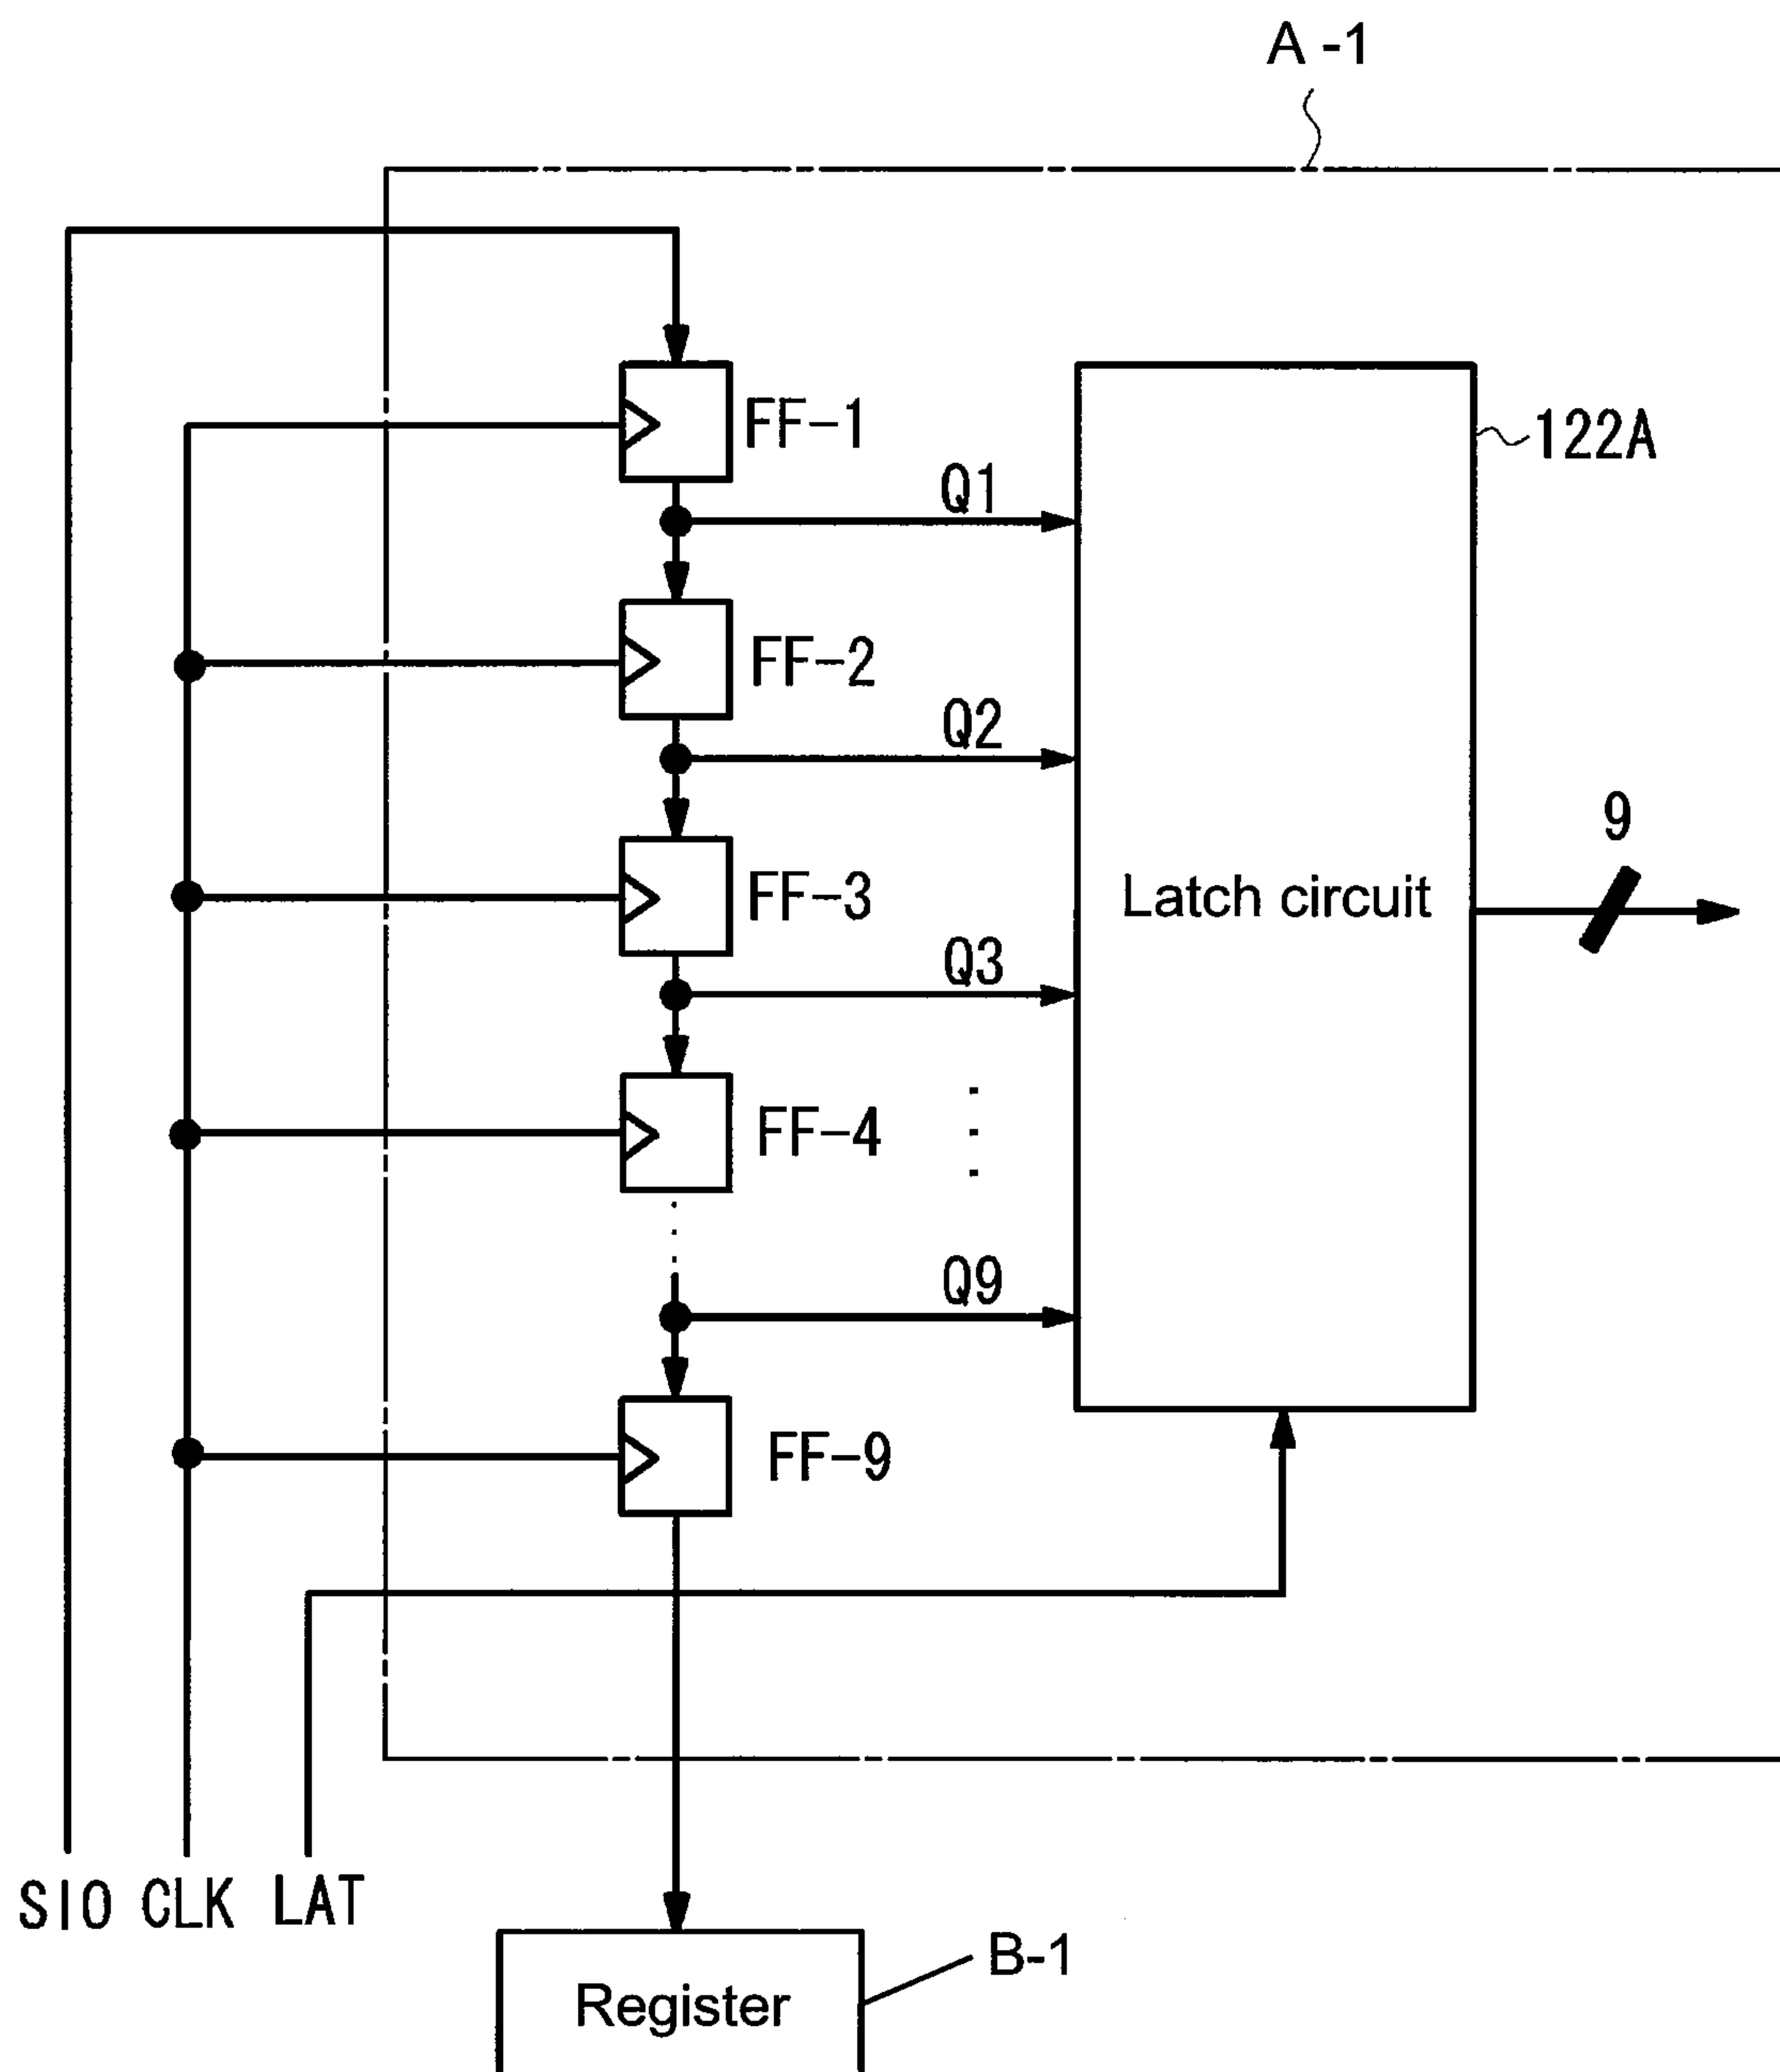 A -1
FF-1
122A
Q1
FF-2
Q2
9
FF-3
Latch circuit
Q3
FF-4
Q9
FF-9
SIO CLK LAT
B-1
Register